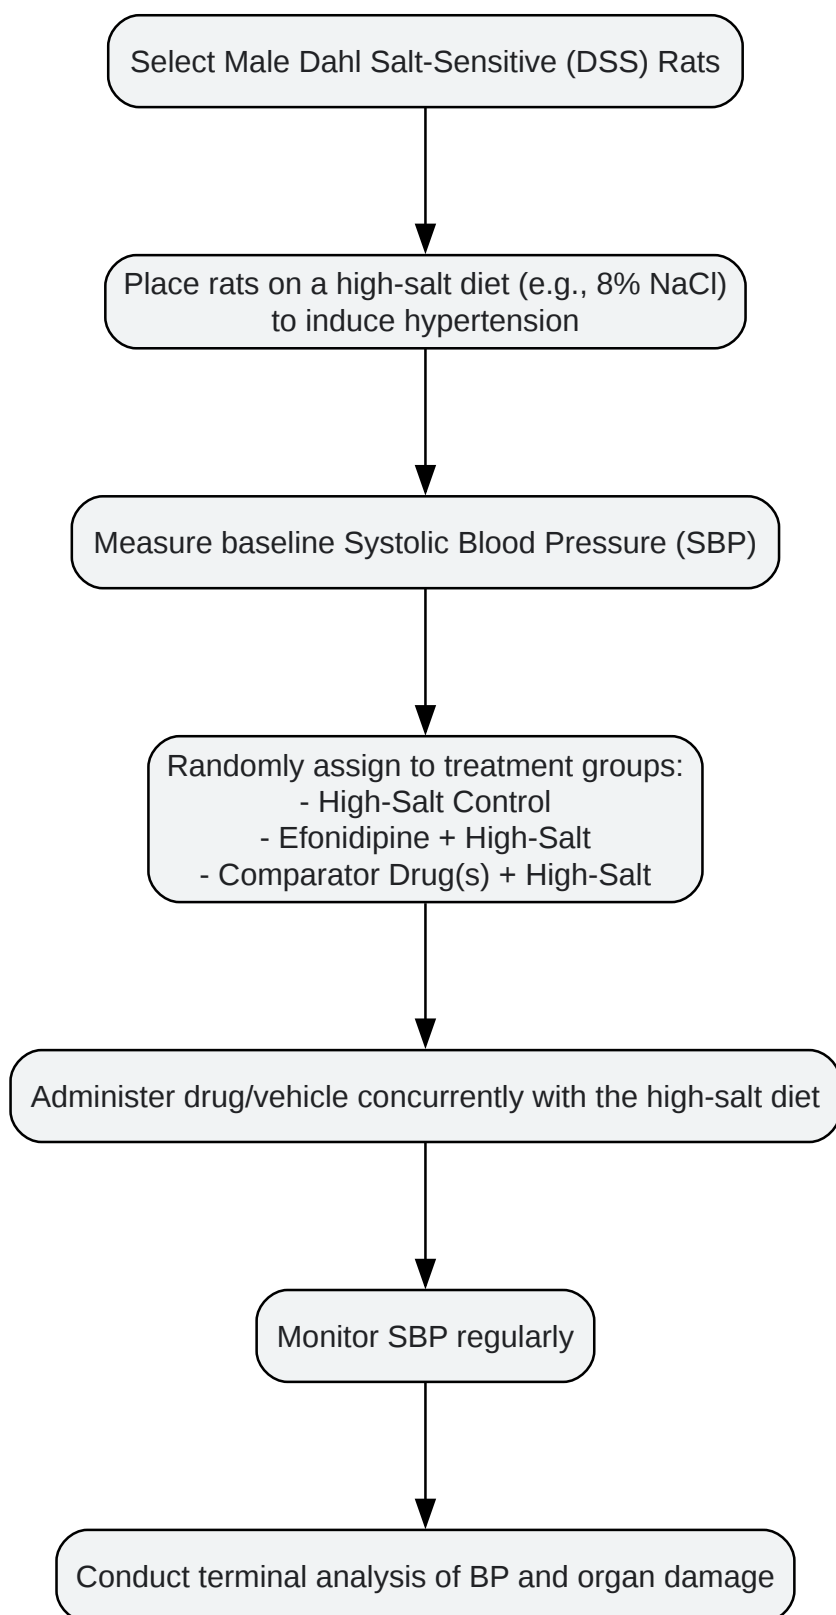 Select Male Dahl Salt-Sensitive (DSS) Rats
Place rats on a high-salt diet (e.g., 8% NaCl)
to induce hypertension
Measure baseline Systolic Blood Pressure (SBP)
Randomly assign to treatment groups:
- High-Salt Control
- Efonidipine + High-Salt
- Comparator Drug(s) + High-Salt
Administer drug/vehicle concurrently with the high-salt diet
Monitor SBP regularly
Conduct terminal analysis of BP and organ damage